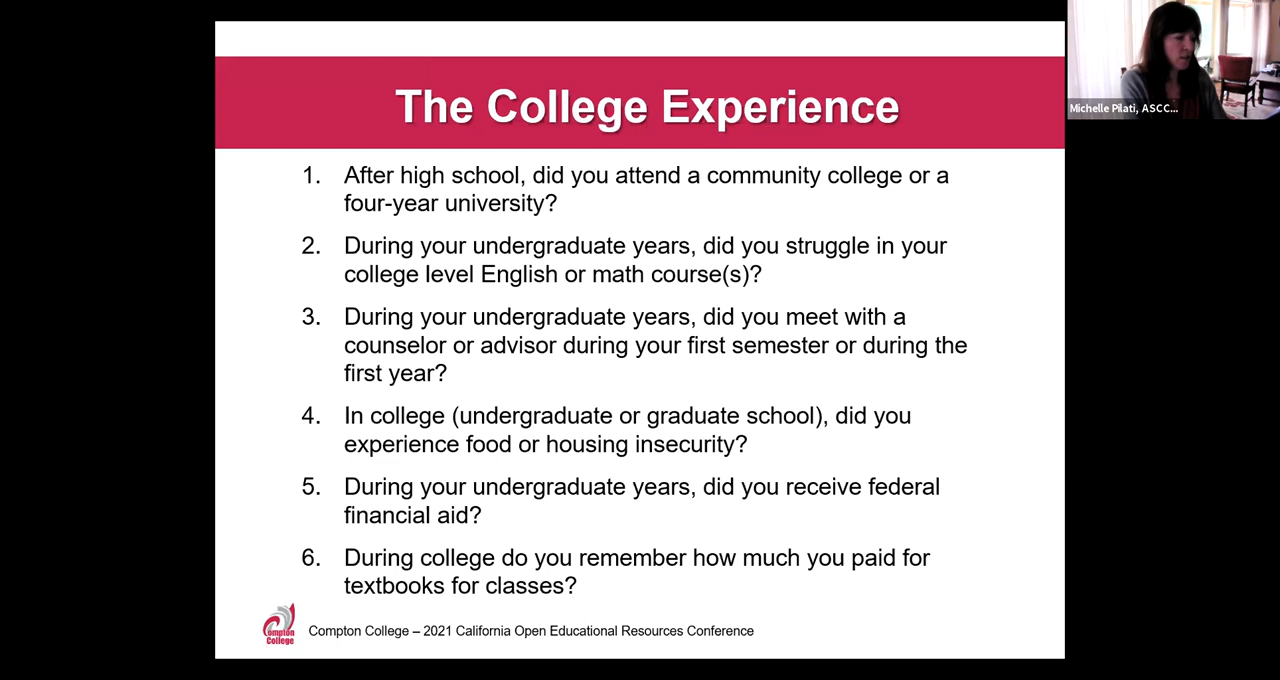 The College Experience
1. After high school, did you attend a community college or a
four-year university?
2. During your undergraduate years, did you struggle in your
college level English or math course(s)?
3. During your undergraduate years, did you meet with a
counselor or advisor during your first semester or during the
first year?
4. In college (undergraduate or graduate school), did you
experience food or housing insecurity?
5. During your undergraduate years, did you receive federal
financial aid?
6. During college do you remember how much you paid for
textbooks for classes?
Compton
College
Compton College – 2021 California Open Educational Resources Conference
Michelle Pilati, ASCC...